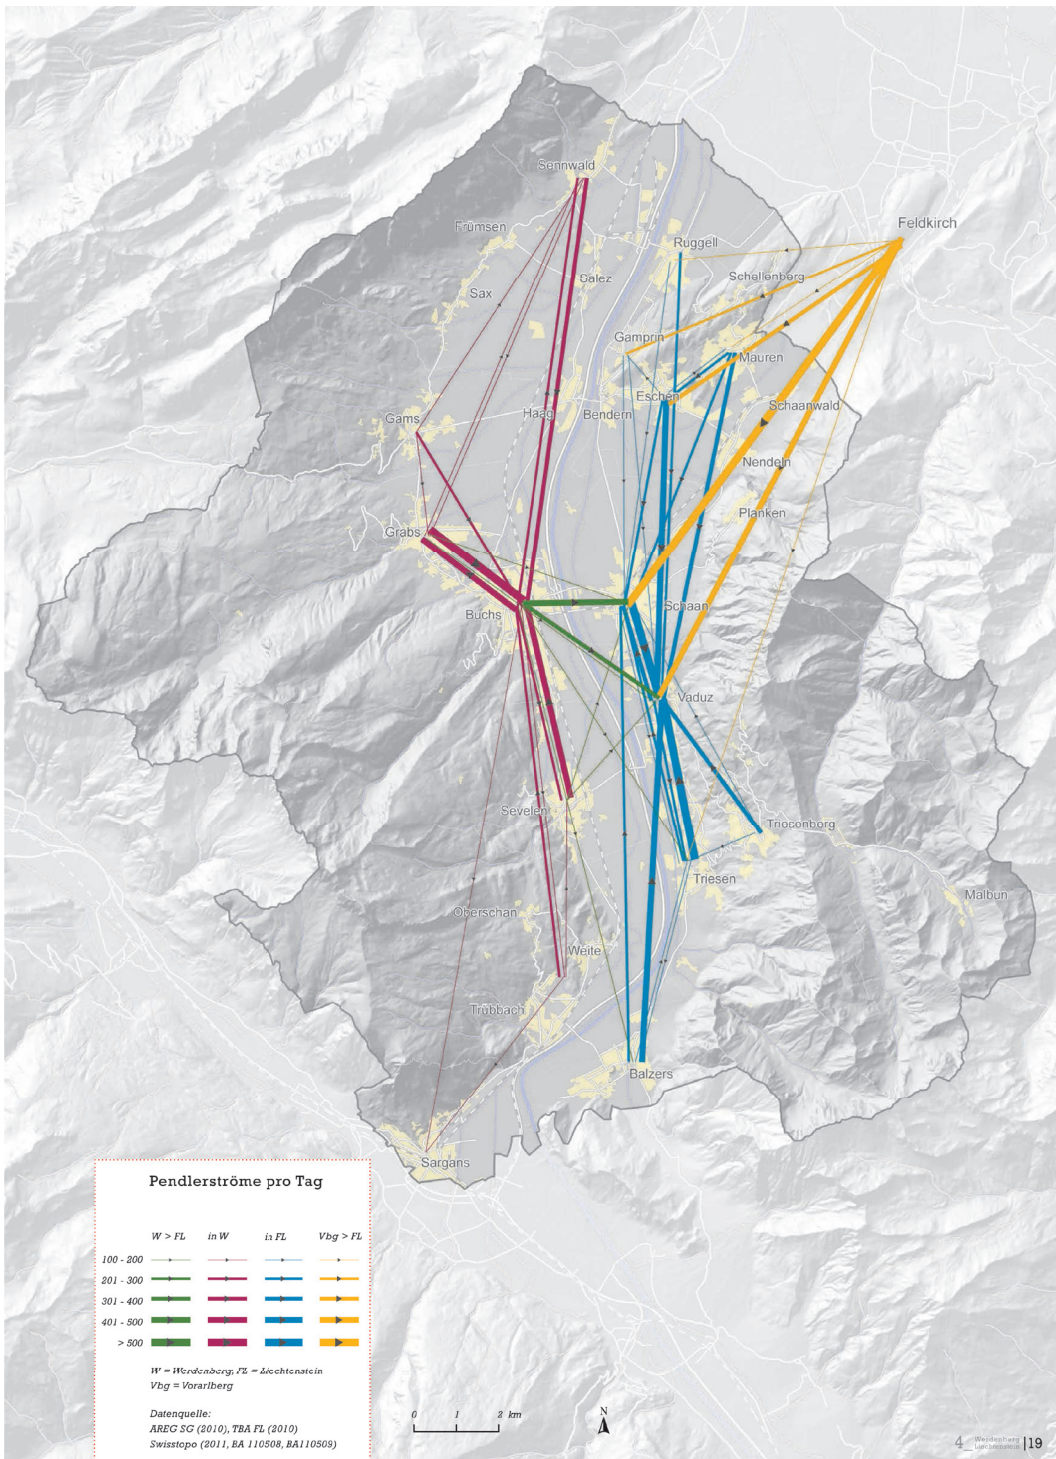 Sennwald
Feldkirch
Frümsen
Ruggell
Salez
Schellenberg
Sax
Gamprin
Mauren
Eschen
Schaanwald
Gams
Haag
Bendern
Nendeln
Planken
Grabs
Buchs
Schaan
Vaduz
Sevelen
Triesenberg
Triesen
Malbun
Oberschan
Weite
Trübbach
Balzers
Sargans
Pendlerströme pro Tag
W > FL in W in FL Vbg > FL
100 - 200
201 - 300
301 - 400
401 - 500
> 500
W = Werdenberg, FL = Liechtenstein
Vbg = Vorarlberg
Datenquelle:
AREG SG (2010), TBA FL (2010)
Swisstopo (2011, BA 110508, BA110509)
0 1 2 km
N
4_ Werdenberg
Liechtenstein |19